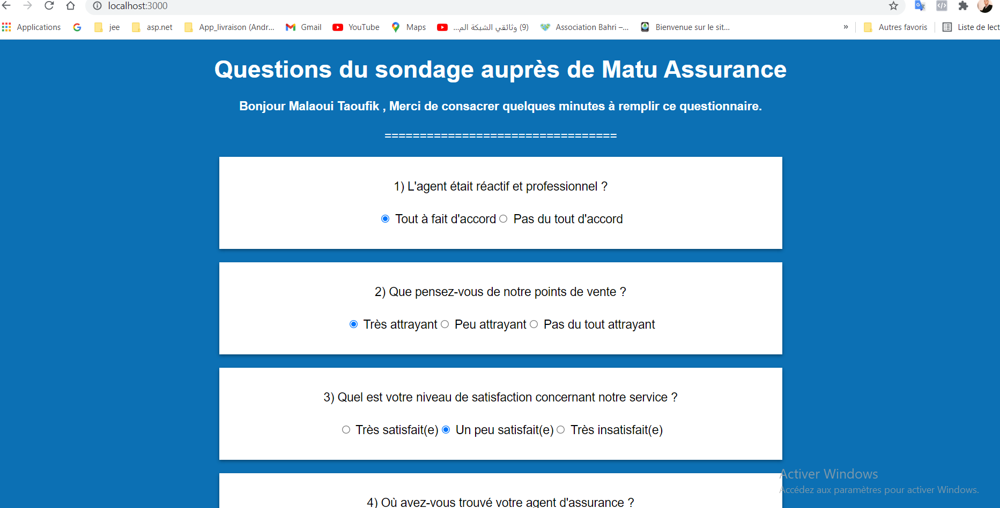 localhost:3000
Applications jee asp.net App_livraison (Andr... Gmail YouTube Maps (9) وثائقي الشبكة الم... Association Bahri –... Bienvenue sur le sit... » Autres favoris Liste de lect
Questions du sondage auprès de Matu Assurance
Bonjour Malaoui Taoufik , Merci de consacrer quelques minutes à remplir ce questionnaire.
=================================
1) L'agent était réactif et professionnel ?
Tout à fait d'accord Pas du tout d'accord
2) Que pensez-vous de notre points de vente ?
Très attrayant Peu attrayant Pas du tout attrayant
3) Quel est votre niveau de satisfaction concernant notre service ?
Très satisfait(e) Un peu satisfait(e) Très insatisfait(e)
4) Où avez-vous trouvé votre agent d'assurance ?
Activer Windows
Accédez aux paramètres pour activer Windows.